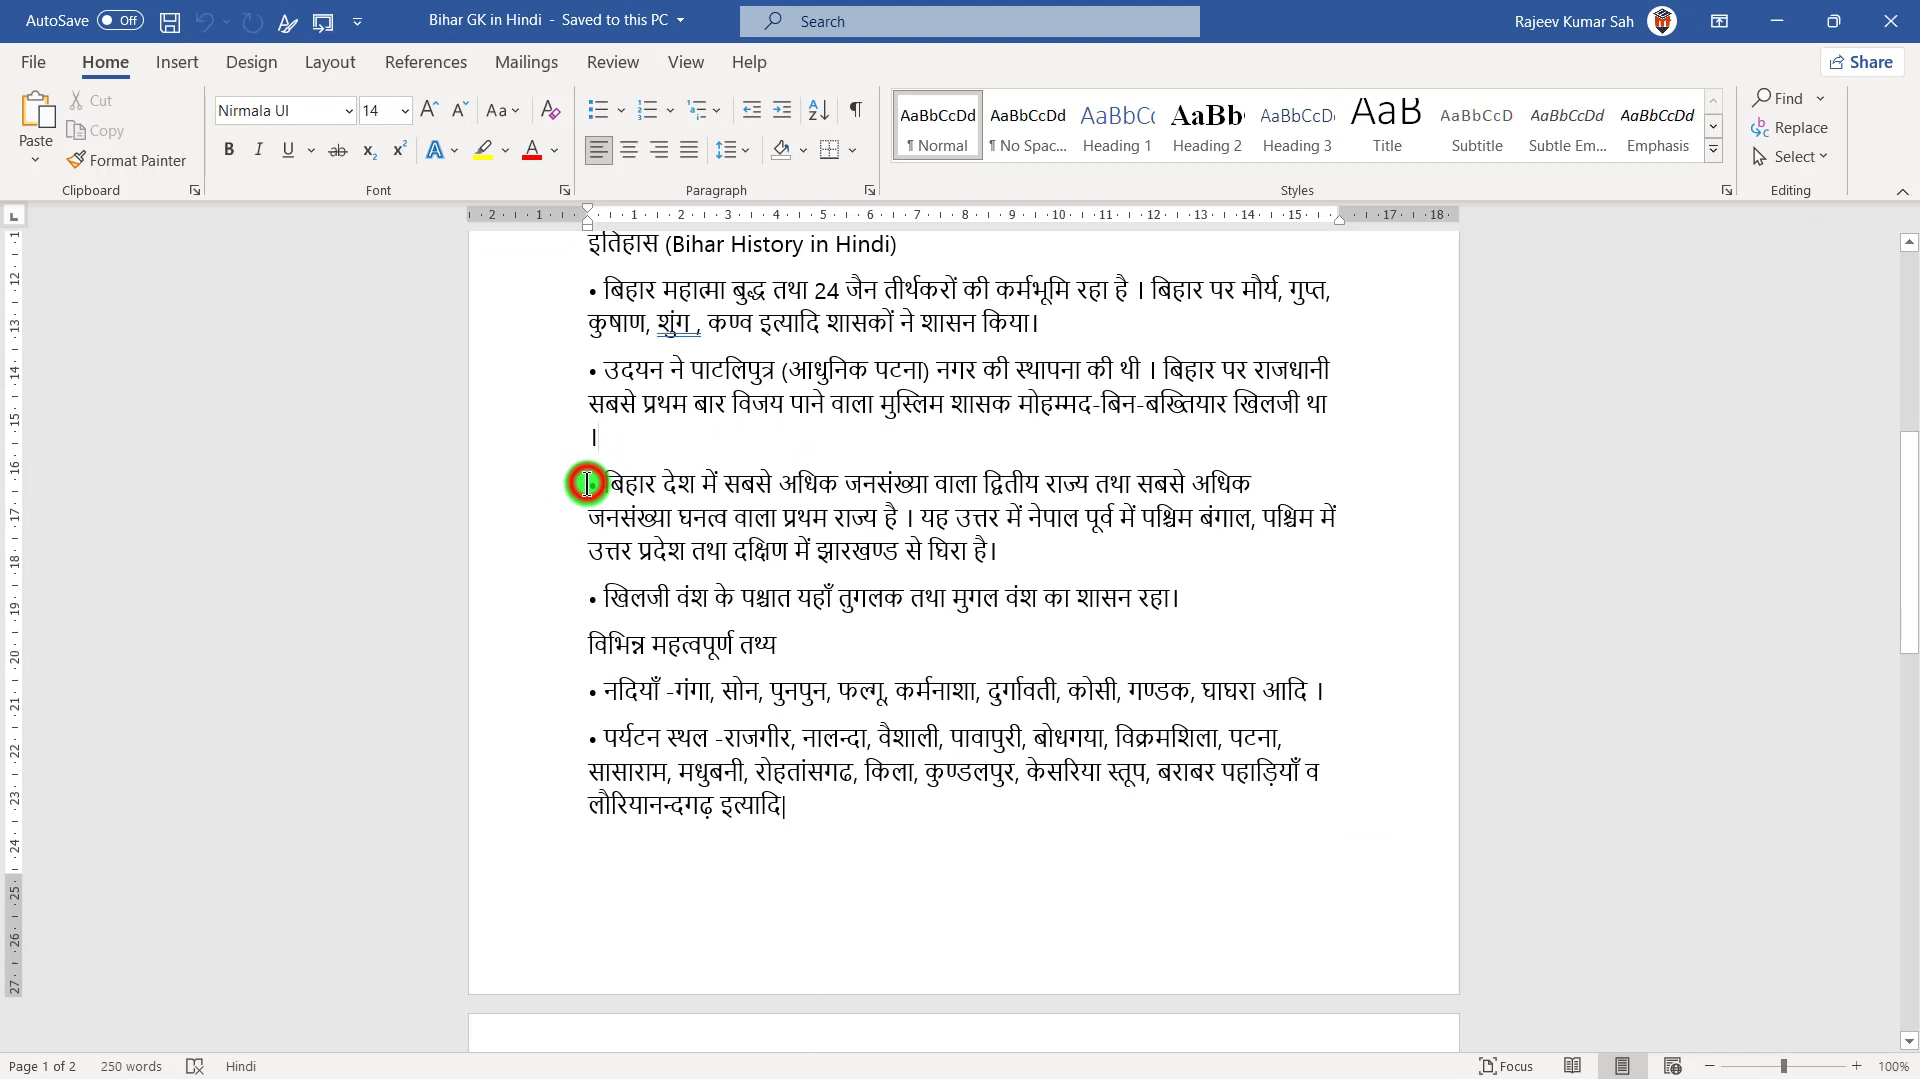 AutoSave Off Bihar GK in Hindi - Saved to this PC Search Rajeev Kumar Sah
File Home Insert Design Layout References Mailings Review View Help Share
Paste Cut Copy Format Painter
Nirmala UI 14 Aa
AaBbCcDd AaBbCcDd AaBbC AaBb AaBbCcD AaB AaBbCcD AaBbCcDd AaBbCcDd
¶ Normal ¶ No Spac... Heading 1 Heading 2 Heading 3 Title Subtitle Subtle Em... Emphasis
Find Replace Select
Clipboard Font Paragraph Styles Editing
इतिहास (Bihar History in Hindi)
• बिहार महात्मा बुद्ध तथा 24 जैन तीर्थकरों की कर्मभूमि रहा है । बिहार पर मौर्य, गुप्त,
कुषाण, शुंग , कण्व इत्यादि शासकों ने शासन किया।
• उदयन ने पाटलिपुत्र (आधुनिक पटना) नगर की स्थापना की थी । बिहार पर राजधानी
सबसे प्रथम बार विजय पाने वाला मुस्लिम शासक मोहम्मद-बिन-बख्तियार खिलजी था
।
• बिहार देश में सबसे अधिक जनसंख्या वाला द्वितीय राज्य तथा सबसे अधिक
जनसंख्या घनत्व वाला प्रथम राज्य है । यह उत्तर में नेपाल पूर्व में पश्चिम बंगाल, पश्चिम में
उत्तर प्रदेश तथा दक्षिण में झारखण्ड से घिरा है।
• खिलजी वंश के पश्चात यहाँ तुगलक तथा मुगल वंश का शासन रहा।
विभिन्न महत्वपूर्ण तथ्य
• नदियाँ -गंगा, सोन, पुनपुन, फल्गू, कर्मनाशा, दुर्गावती, कोसी, गण्डक, घाघरा आदि ।
• पर्यटन स्थल -राजगीर, नालन्दा, वैशाली, पावापुरी, बोधगया, विक्रमशिला, पटना,
सासाराम, मधुबनी, रोहतांसगढ, किला, कुण्डलपुर, केसरिया स्तूप, बराबर पहाड़ियाँ व
लौरियानन्दगढ़ इत्यादि|
Page 1 of 2 250 words Hindi Focus 100%